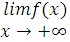 limf(x)
x → +∞